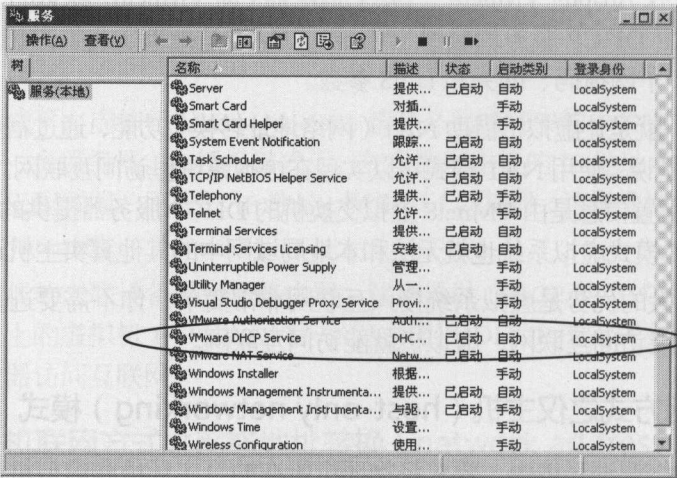 服务
操作(A) 查看(V)
树
服务(本地)
名称 描述 状态 启动类别 登录身份
Server 提供... 已启动 自动 LocalSystem
Smart Card 对插... 手动 LocalSystem
Smart Card Helper 提供... 手动 LocalSystem
System Event Notification 跟踪... 已启动 自动 LocalSystem
Task Scheduler 允许... 已启动 自动 LocalSystem
TCP/IP NetBIOS Helper Service 允许... 已启动 自动 LocalSystem
Telephony 提供... 已启动 手动 LocalSystem
Telnet 允许... 手动 LocalSystem
Terminal Services 提供... 已启动 自动 LocalSystem
Terminal Services Licensing 安装... 已启动 自动 LocalSystem
Uninterruptible Power Supply 管理... 手动 LocalSystem
Utility Manager 从一... 手动 LocalSystem
Visual Studio Debugger Proxy Service Provi... 手动 LocalSystem
VMware Authorization Service Auth... 已启动 自动 LocalSystem
VMware DHCP Service DHC... 已启动 自动 LocalSystem
VMware NAT Service Netw... 已启动 自动 LocalSystem
Windows Installer 根据... 手动 LocalSystem
Windows Management Instrumenta... 提供... 已启动 自动 LocalSystem
Windows Management Instrumenta... 与驱... 已启动 手动 LocalSystem
Windows Time 设置... 手动 LocalSystem
Wireless Configuration 使用... 手动 LocalSystem